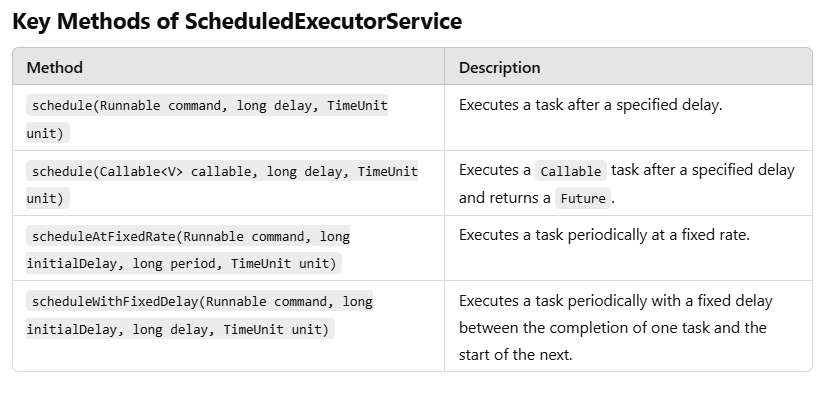 Key Methods of ScheduledExecutorService
Method
Description
schedule(Runnable command, long delay, TimeUnit
unit)
Executes a task after a specified delay.
schedule(Callable<V> callable, long delay, TimeUnit
unit)
Executes a Callable task after a specified delay
and returns a Future.
scheduleAtFixedRate(Runnable command, long
initialDelay, long period, TimeUnit unit)
Executes a task periodically at a fixed rate.
scheduleWithFixedDelay(Runnable command, long
initialDelay, long delay, TimeUnit unit)
Executes a task periodically with a fixed delay
between the completion of one task and the
start of the next.